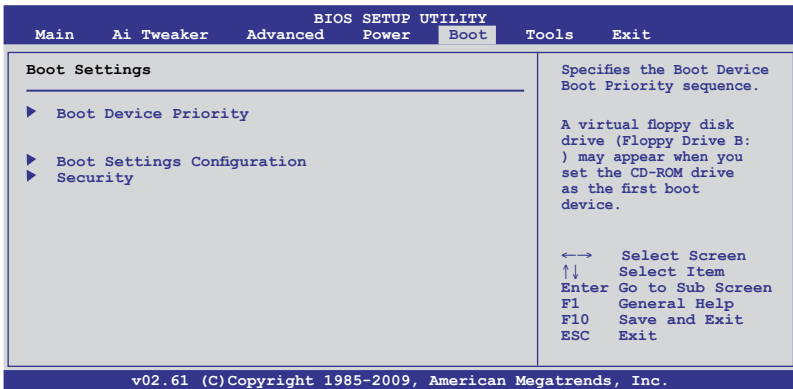 BIOS SETUP UTILITY
Main Ai Tweaker Advanced Power Boot Tools Exit
Boot Settings
Boot Device Priority
Boot Settings Configuration
Security
Specifies the Boot Device
Boot Priority sequence.
A virtual floppy disk
drive (Floppy Drive B:
) may appear when you
set the CD-ROM drive
as the first boot
device.
←→ Select Screen
↑↓ Select Item
Enter Go to Sub Screen
F1 General Help
F10 Save and Exit
ESC Exit
v02.61 (C)Copyright 1985-2009, American Megatrends, Inc.